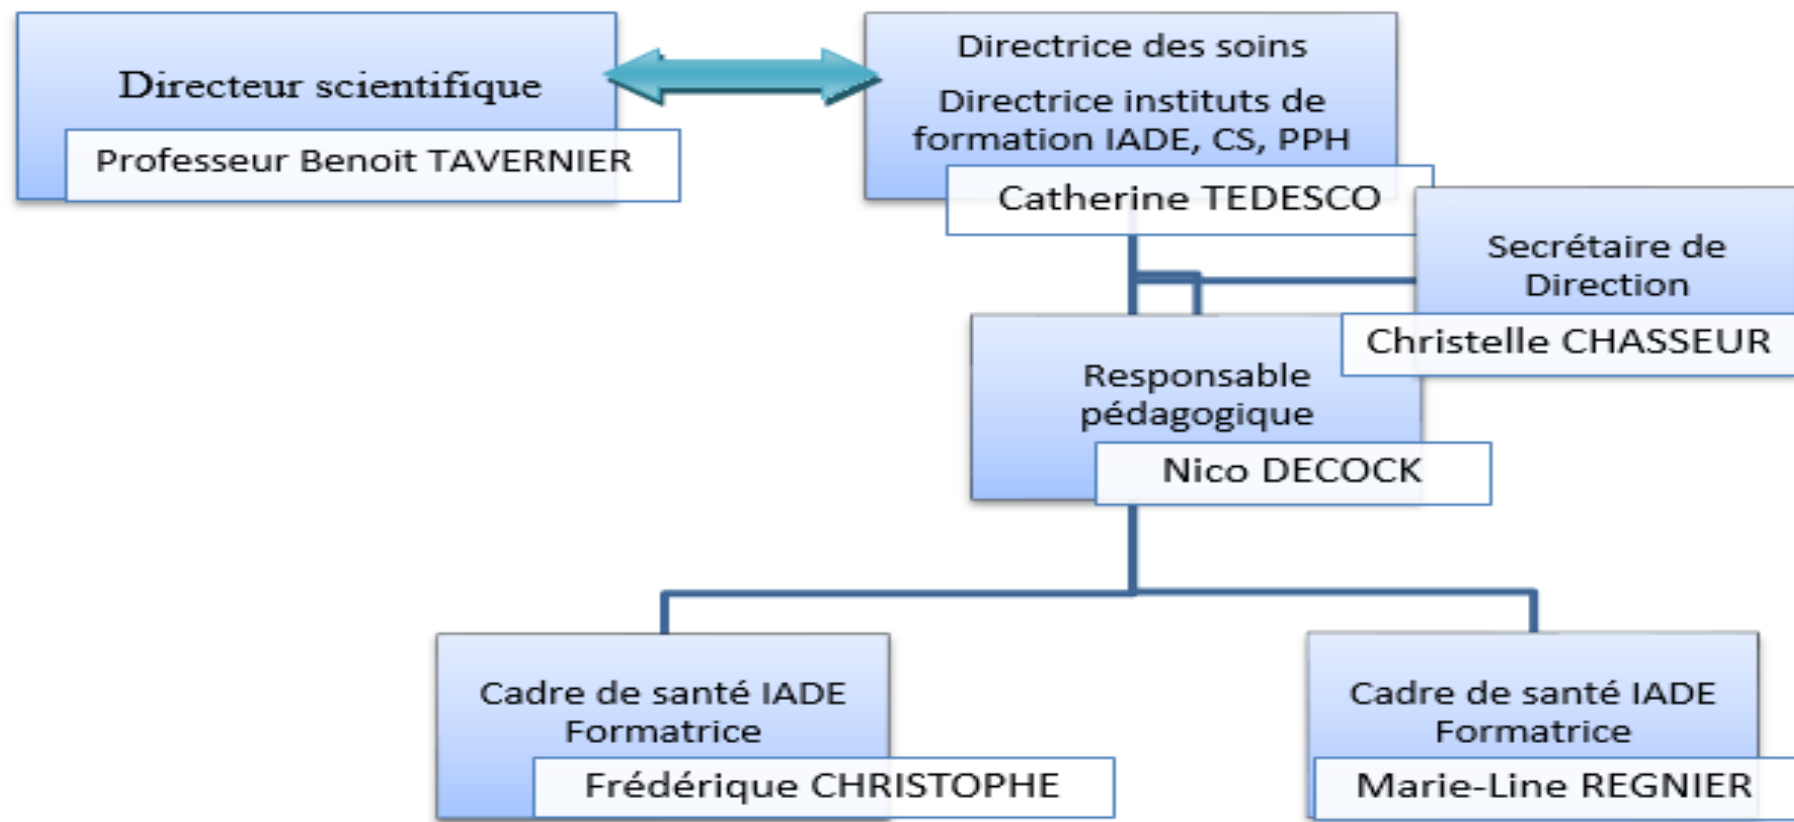 Directeur scientifique
Professeur Benoit TAVERNIER
Directrice des soins
Directrice instituts de
formation IADE, CS, PPH
Catherine TEDESCO
Secrétaire de
Direction
Christelle CHASSEUR
Responsable
pédagogique
Nico DECOCK
Cadre de santé IADE
Formatrice
Frédérique CHRISTOPHE
Cadre de santé IADE
Formatrice
Marie-Line REGNIER